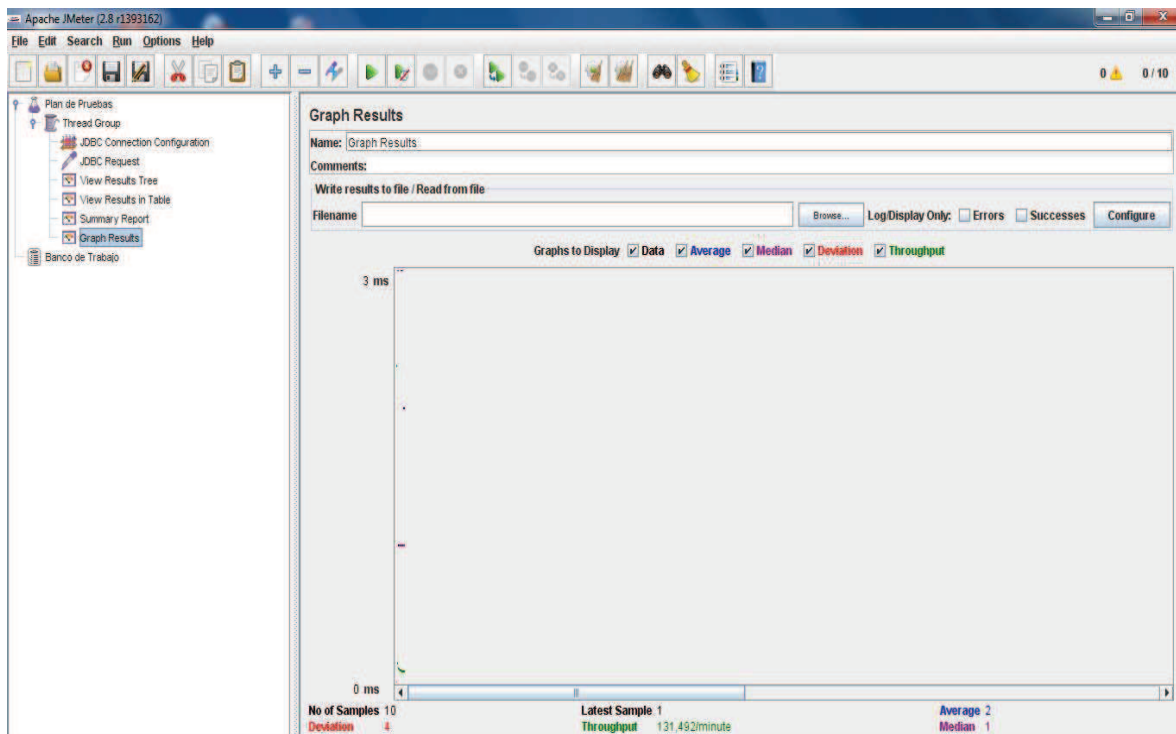 Apache JMeter (2.8 r1393162)
File Edit Search Run Options Help
0 0 / 10
Plan de Pruebas
Thread Group
JDBC Connection Configuration
JDBC Request
View Results Tree
View Results in Table
Summary Report
Graph Results
Banco de Trabajo
Graph Results
Name: Graph Results
Comments:
Write results to file / Read from file
Filename Browse... Log/Display Only: Errors Successes Configure
Graphs to Display Data Average Median Deviation Throughput
3 ms
0 ms
No of Samples 10 Latest Sample 1 Average 2
Deviation 4 Throughput 131,492/minute Median 1